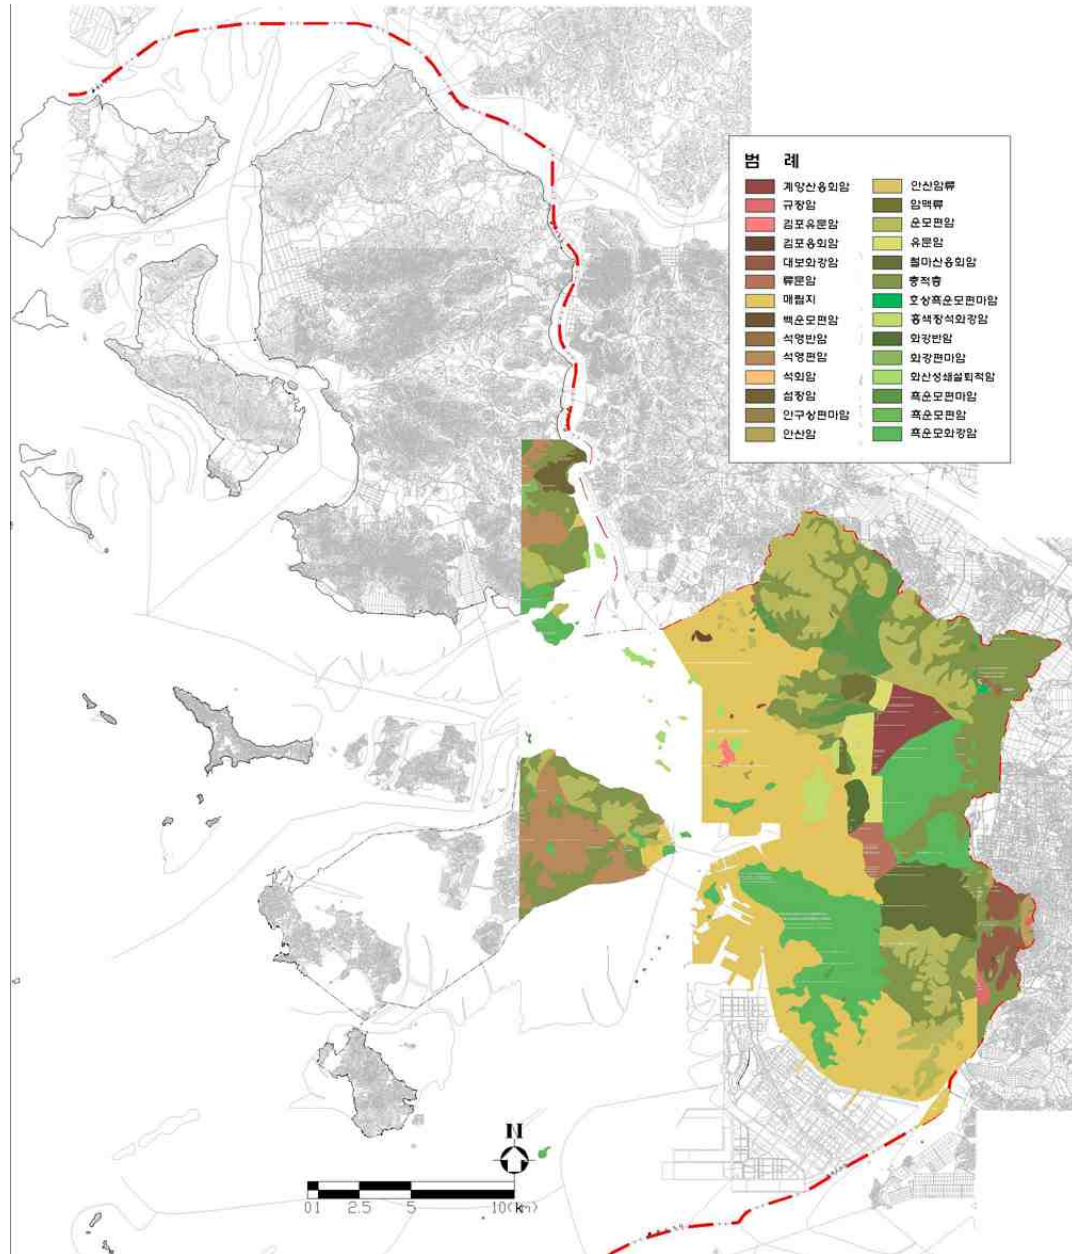 범 례
계양산응회암
규장암
김포유문암
김포응회암
대보화강암
류문암
매립지
백운모편암
석영반암
석영편암
석회암
섬장암
안구상편마암
안산암
안산암류
암맥류
운모편암
유문암
철마산응회암
충적층
호상흑운모편마암
홍색장석화강암
화강반암
화강편마암
화산성쇄설퇴적암
흑운모편마암
흑운모편암
흑운모화강암
N
0 1 2.5 5 10(km)